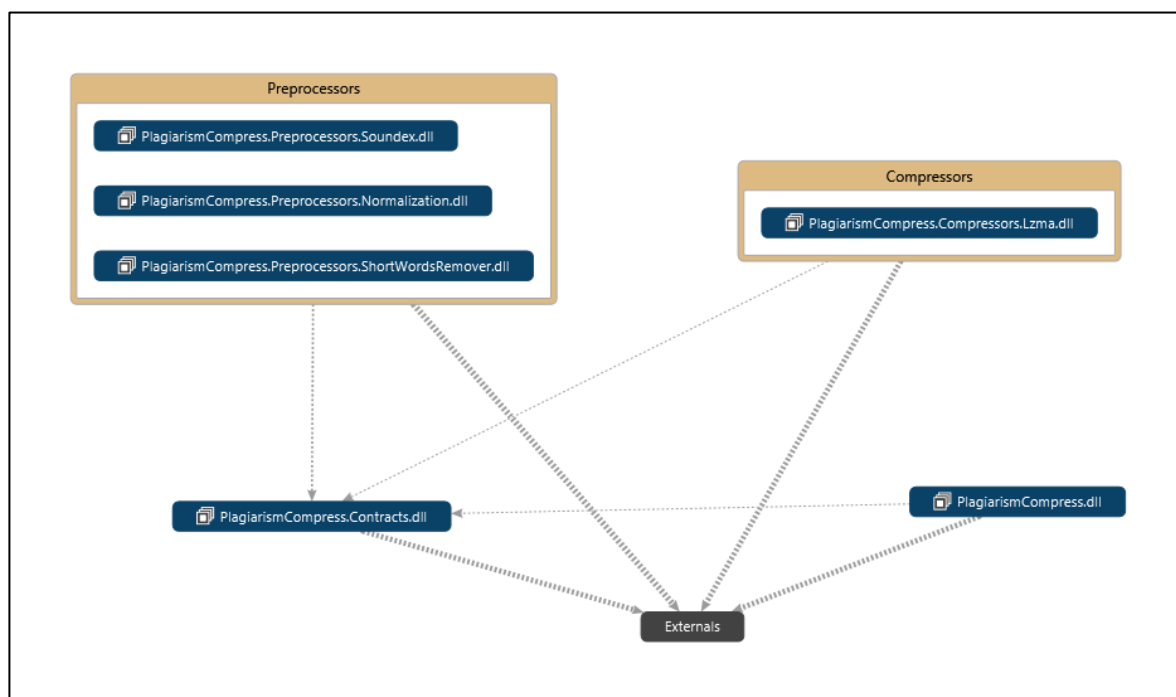 Preprocessors
PlagiarismCompress.Preprocessors.Soundex.dll
PlagiarismCompress.Preprocessors.Normalization.dll
PlagiarismCompress.Preprocessors.ShortWordsRemover.dll
Compressors
PlagiarismCompress.Compressors.Lzma.dll
PlagiarismCompress.Contracts.dll
PlagiarismCompress.dll
Externals